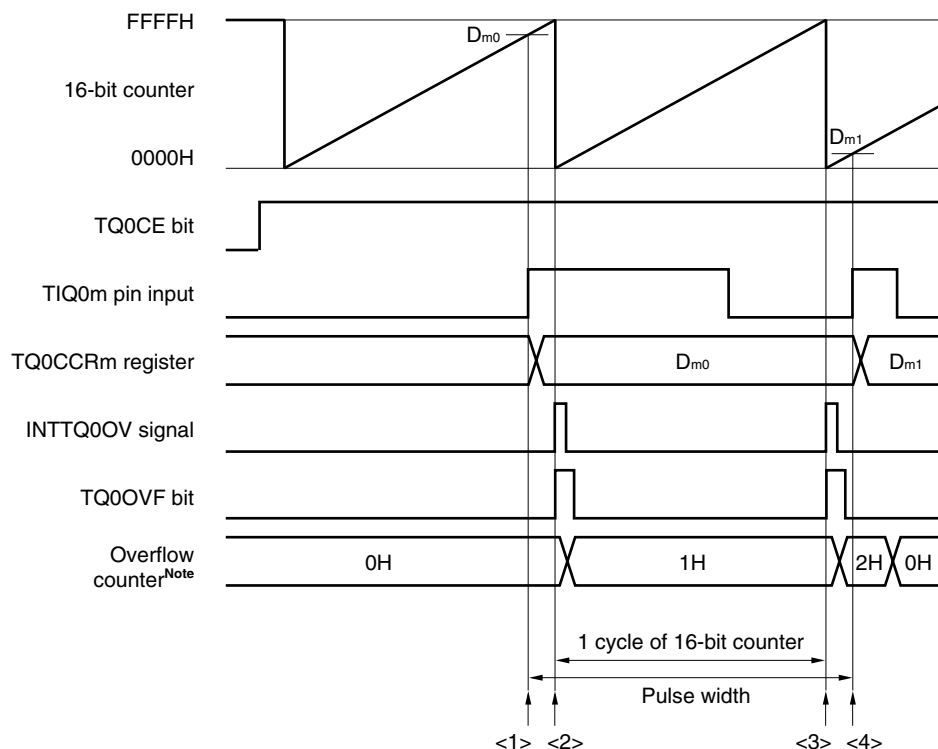 FFFFH
Dm0
16-bit counter
Dm1
0000H
TQ0CE bit
TIQ0m pin input
TQ0CCRm register
Dm0
Dm1
INTTQ0OV signal
TQ0OVF bit
Overflow
counterNote
0H
1H
2H
0H
1 cycle of 16-bit counter
Pulse width
<1> <2> <3> <4>